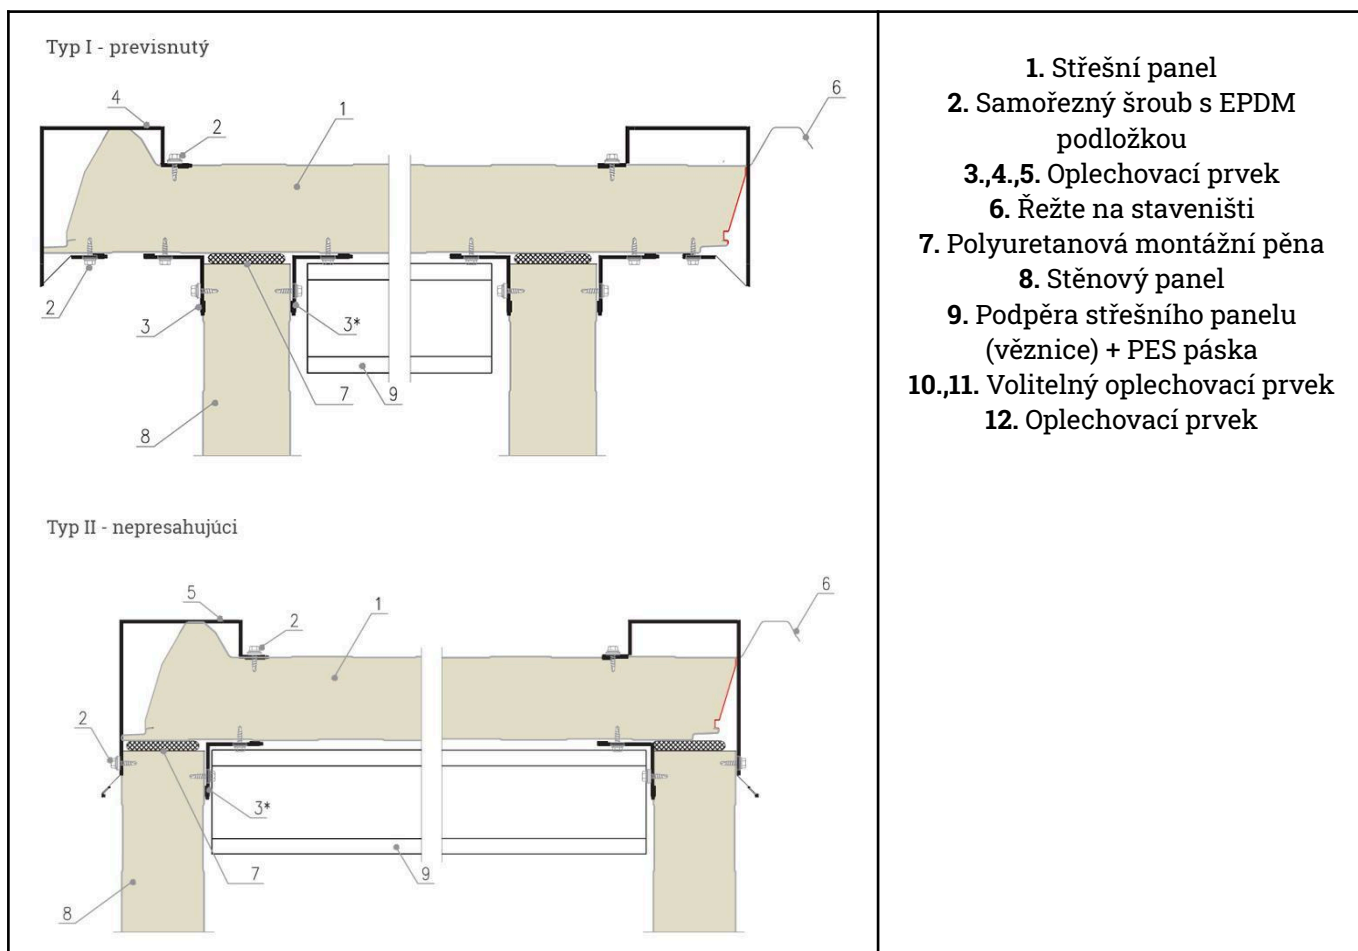 Typ I - previsnutý
4
2
1
6
2
3
3*
7
9
8
Typ II - nepresahujúci
5
2
1
6
2
3*
7
9
8
1. Střešní panel
2. Samořezný šroub s EPDM
podložkou
3.,4.,5. Oplechovací prvek
6. Řežte na staveništi
7. Polyuretanová montážní pěna
8. Stěnový panel
9. Podpěra střešního panelu
(věznice) + PES páska
10.,11. Volitelný oplechovací prvek
12. Oplechovací prvek